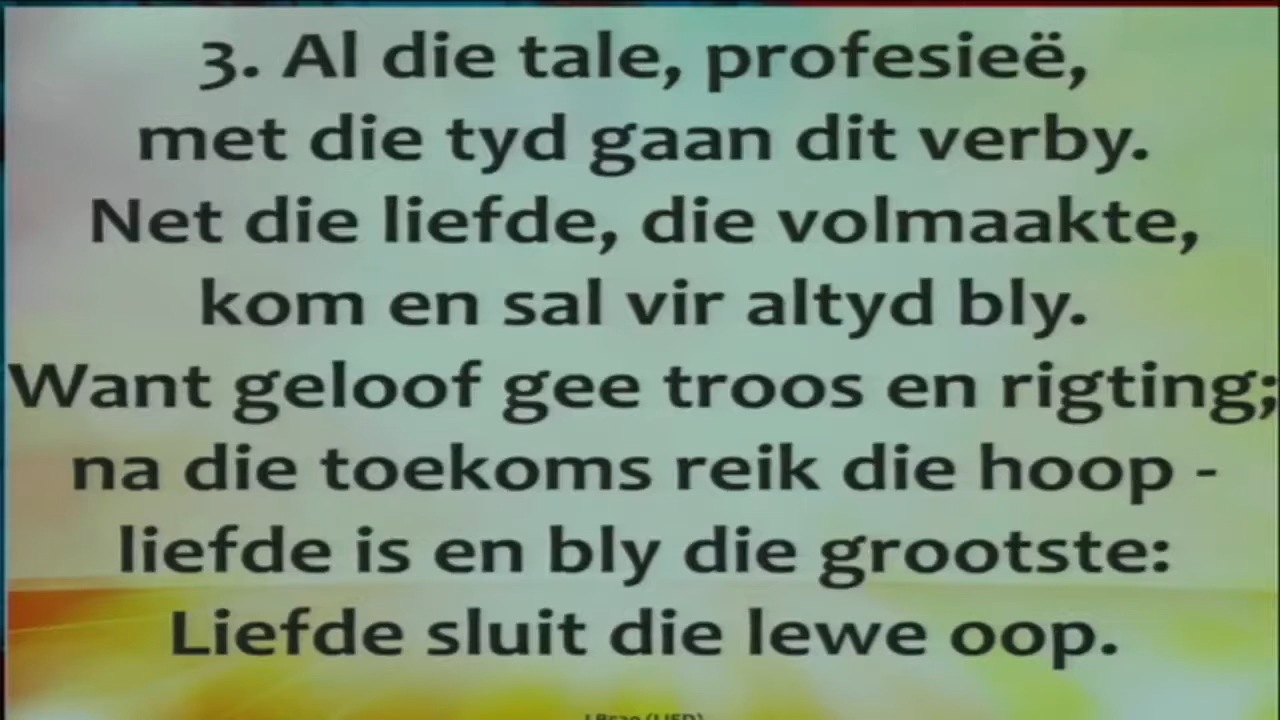 3. Al die tale, profesieë,
met die tyd gaan dit verby.
Net die liefde, die volmaakte,
kom en sal vir altyd bly.
Want geloof gee troos en rigting;
na die toekoms reik die hoop -
liefde is en bly die grootste:
Liefde sluit die lewe oop.